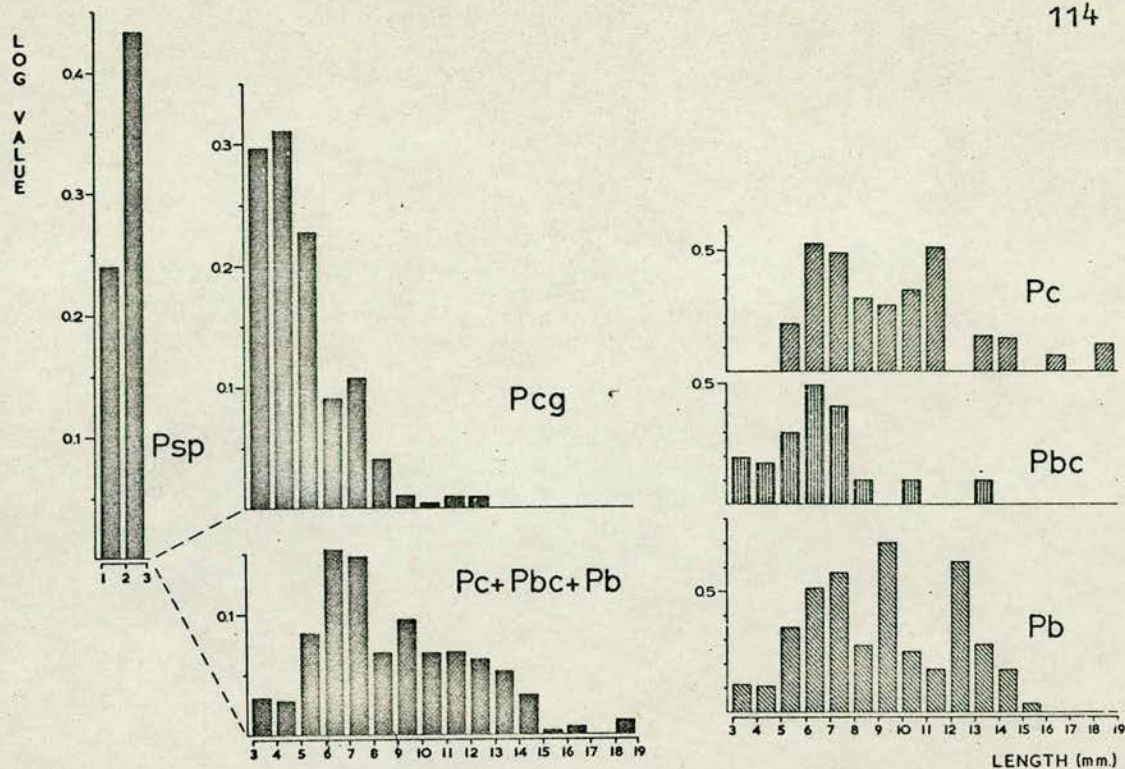 114
LOG VALUE
0.4
0.3
0.2
0.1
Psp
1 2 3
0.3
0.2
0.1
Pcg
0.1
Pc+Pbc+Pb
3 4 5 6 7 8 9 10 11 12 13 14 15 16 17 18 19
0.5
Pc
0.5
Pbc
0.5
Pb
3 4 5 6 7 8 9 10 11 12 13 14 15 16 17 18 19
LENGTH (mm.)